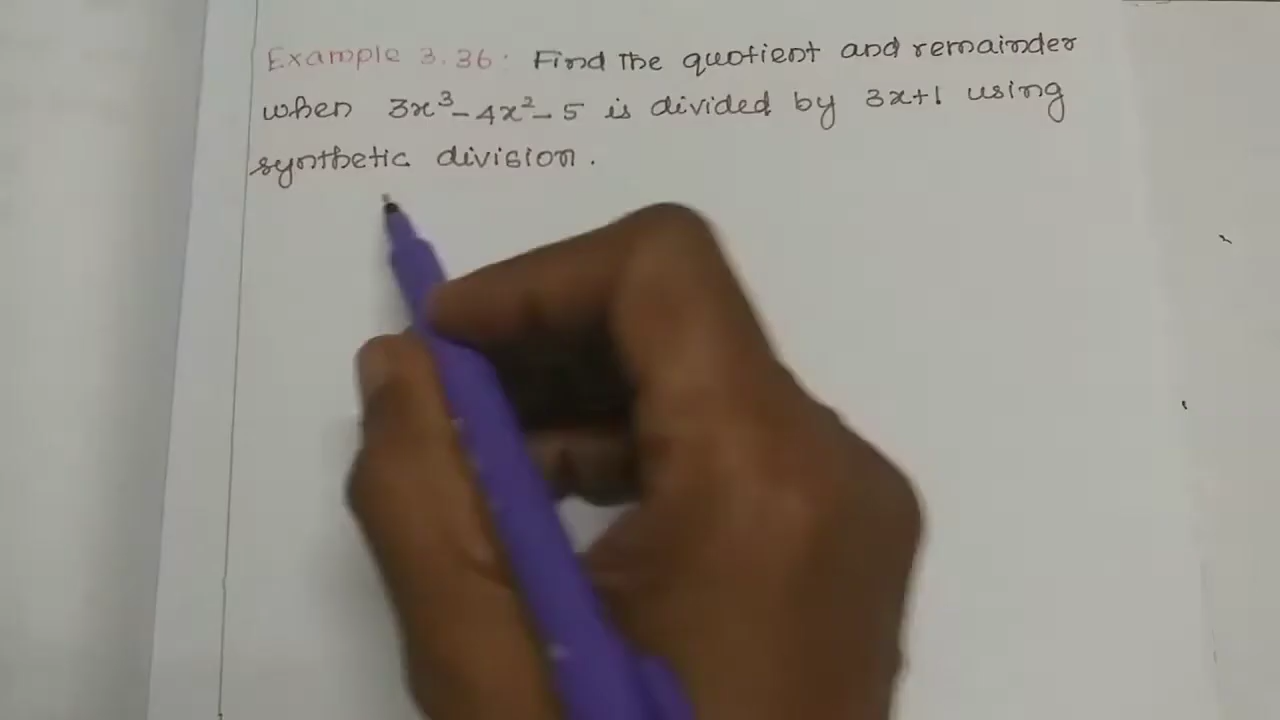 Example 3.36. Find the quotient and remainder
when 3x³-4x²-5 is divided by 3x+1 using
synthetic division.